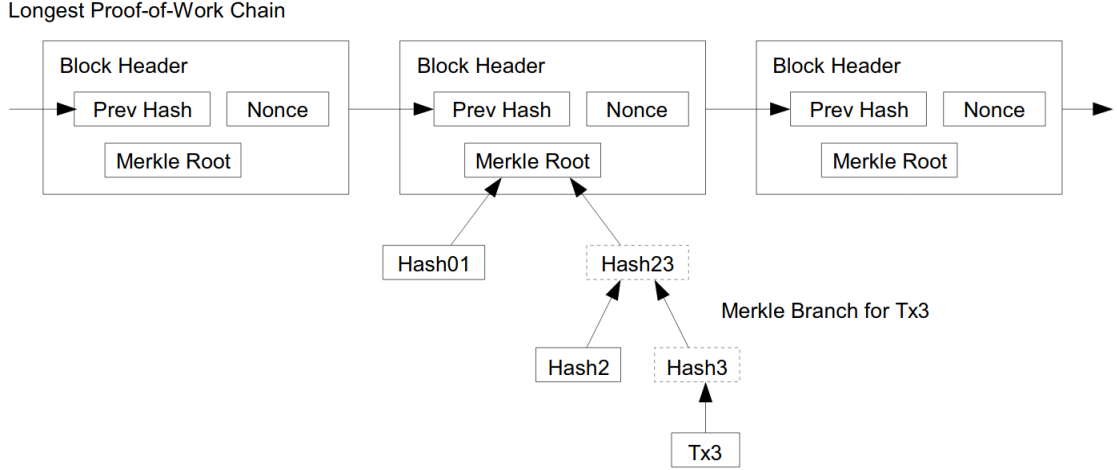 Longest Proof-of-Work Chain
Block Header
Block Header
Block Header
Prev Hash
Nonce
Prev Hash
Nonce
Prev Hash
Nonce
Merkle Root
Merkle Root
Merkle Root
Hash01
Hash23
Merkle Branch for Tx3
Hash2
Hash3
Tx3